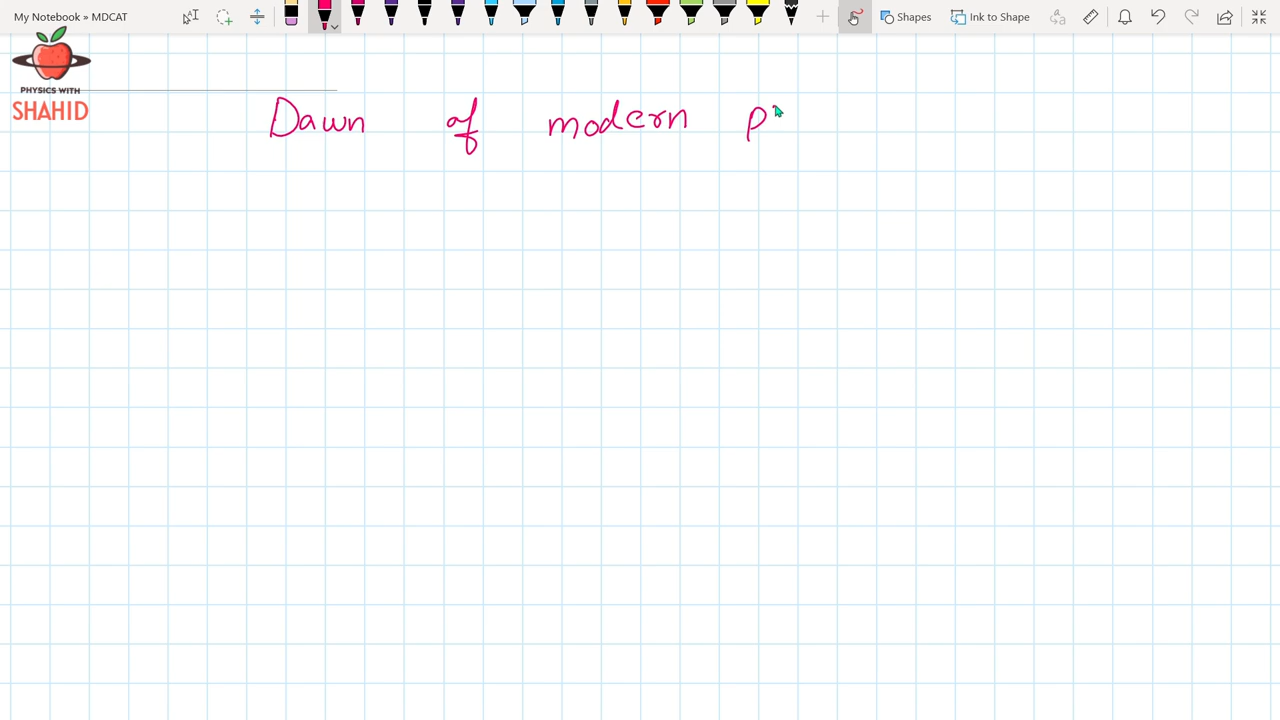 My Notebook » MDCAT
Shapes
Ink to Shape
PHYSICS WITH
SHAHID
Dawn of modern p